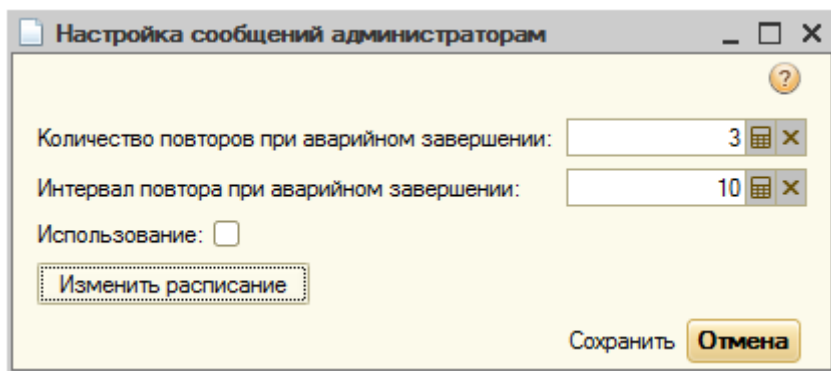 Настройка сообщений администраторам
?
Количество повторов при аварийном завершении: 3
Интервал повтора при аварийном завершении: 10
Использование:
Изменить расписание
Сохранить Отмена